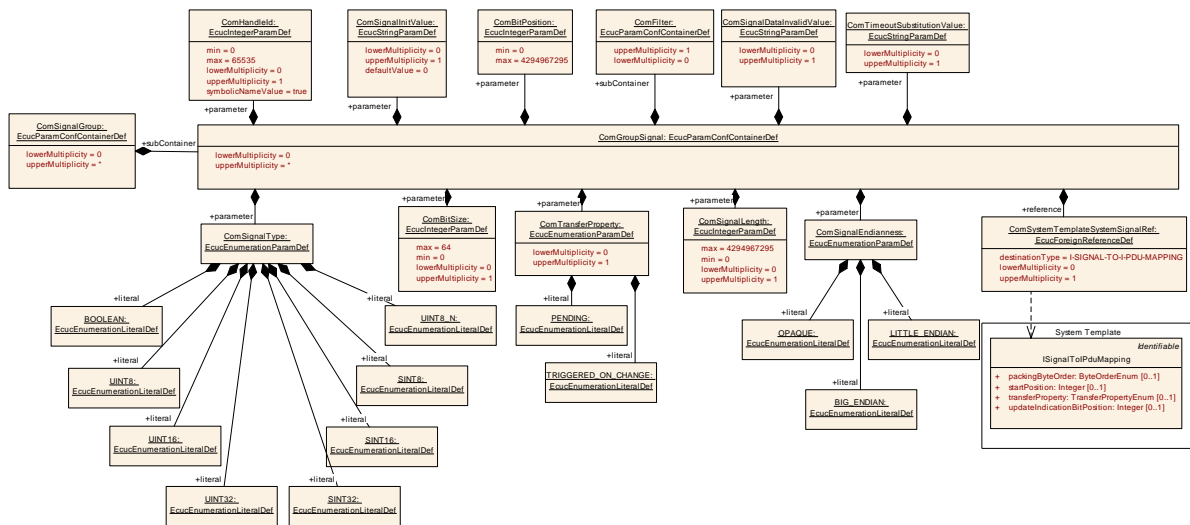 ComHandleId:
EcucIntegerParamDef
min = 0
max = 65535
lowerMultiplicity = 0
upperMultiplicity = 1
symbolicNameValue = true
+parameter
ComSignalInitValue:
EcucStringParamDef
lowerMultiplicity = 0
upperMultiplicity = 1
defaultValue = 0
+parameter
ComBitPosition:
EcucIntegerParamDef
min = 0
max = 4294967295
+parameter
ComFilter:
EcucParamConfContainerDef
upperMultiplicity = 1
lowerMultiplicity = 0
+subContainer
ComSignalDataInvalidValue:
EcucStringParamDef
lowerMultiplicity = 0
upperMultiplicity = 1
+parameter
ComTimeoutSubstitutionValue:
EcucStringParamDef
lowerMultiplicity = 0
upperMultiplicity = 1
+parameter
ComSignalGroup:
EcucParamConfContainerDef
lowerMultiplicity = 0
upperMultiplicity = *
+subContainer
ComGroupSignal: EcucParamConfContainerDef
lowerMultiplicity = 0
upperMultiplicity = *
+parameter
ComSignalType:
EcucEnumerationParamDef
+parameter
ComBitSize:
EcucIntegerParamDef
max = 64
min = 0
lowerMultiplicity = 0
upperMultiplicity = 1
+parameter
ComTransferProperty:
EcucEnumerationParamDef
lowerMultiplicity = 0
upperMultiplicity = 1
+parameter
ComSignalLength:
EcucIntegerParamDef
max = 4294967295
min = 0
lowerMultiplicity = 0
upperMultiplicity = 1
+parameter
ComSignalEndianness:
EcucEnumerationParamDef
+reference
ComSystemTemplateSystemSignalRef:
EcucForeignReferenceDef
destinationType = I-SIGNAL-TO-I-PDU-MAPPING
lowerMultiplicity = 0
upperMultiplicity = 1
+literal
BOOLEAN:
EcucEnumerationLiteralDef
+literal
UINT8_N:
EcucEnumerationLiteralDef
+literal
PENDING:
EcucEnumerationLiteralDef
+literal
OPAQUE:
EcucEnumerationLiteralDef
+literal
LITTLE_ENDIAN:
EcucEnumerationLiteralDef
+literal
UINT8:
EcucEnumerationLiteralDef
+literal
SINT8:
EcucEnumerationLiteralDef
+literal
TRIGGERED_ON_CHANGE:
EcucEnumerationLiteralDef
+literal
BIG_ENDIAN:
EcucEnumerationLiteralDef
System Template
Identifiable
ISignalToIPduMapping
+ packingByteOrder: ByteOrderEnum [0..1]
+ startPosition: Integer [0..1]
+ transferProperty: TransferPropertyEnum [0..1]
+ updateIndicationBitPosition: Integer [0..1]
+literal
UINT16:
EcucEnumerationLiteralDef
+literal
SINT16:
EcucEnumerationLiteralDef
+literal
UINT32:
EcucEnumerationLiteralDef
+literal
SINT32:
EcucEnumerationLiteralDef